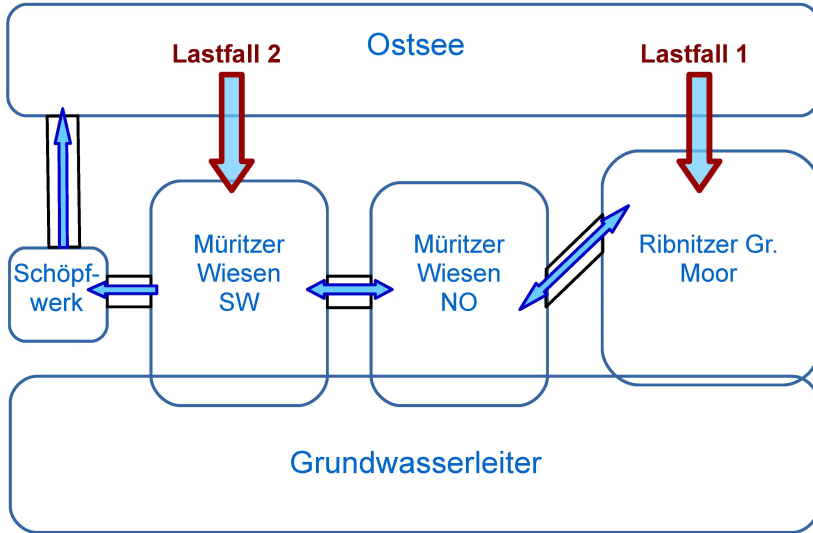 Ostsee
Lastfall 2
Lastfall 1
Schöpf-
werk
Müritzer
Wiesen
SW
Müritzer
Wiesen
NO
Ribnitzer Gr.
Moor
Grundwasserleiter